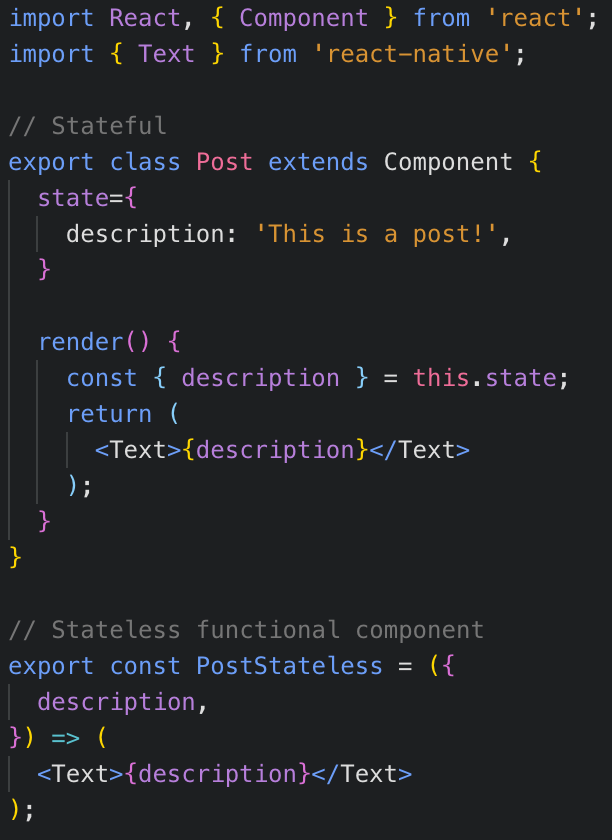 import React, { Component } from 'react';
import { Text } from 'react-native';

// Stateful
export class Post extends Component {
  state={
    description: 'This is a post!',
  }

  render() {
    const { description } = this.state;
    return (
      <Text>{description}</Text>
    );
  }
}

// Stateless functional component
export const PostStateless = ({
  description,
}) => (
  <Text>{description}</Text>
);